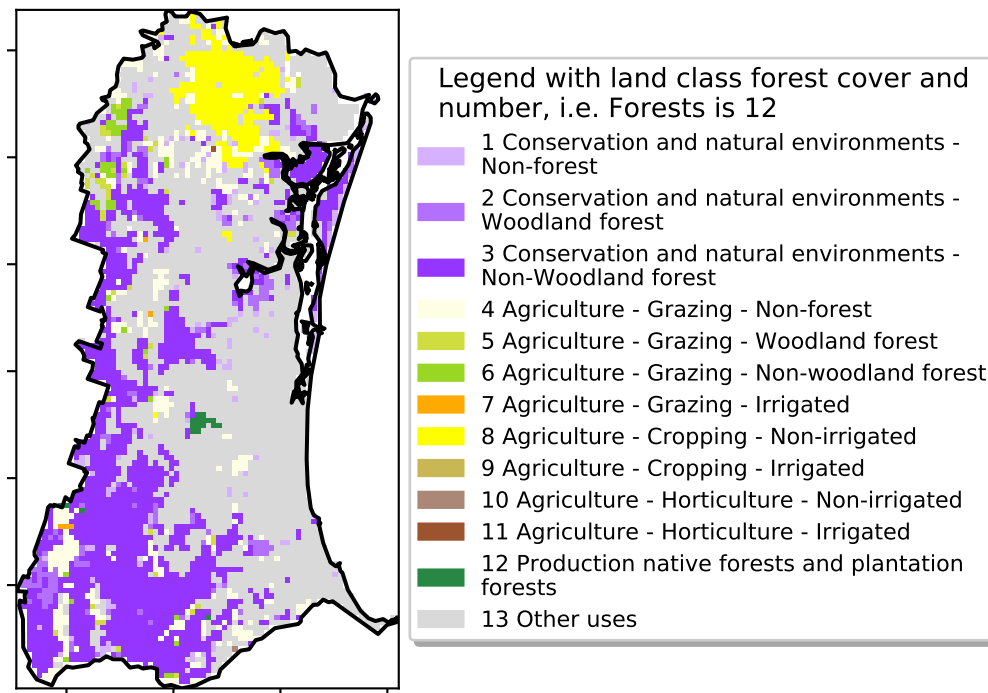 Legend with land class forest cover and
number, i.e. Forests is 12
1 Conservation and natural environments -
Non-forest
2 Conservation and natural environments -
Woodland forest
3 Conservation and natural environments -
Non-Woodland forest
4 Agriculture - Grazing - Non-forest
5 Agriculture - Grazing - Woodland forest
6 Agriculture - Grazing - Non-woodland forest
7 Agriculture - Grazing - Irrigated
8 Agriculture - Cropping - Non-irrigated
9 Agriculture - Cropping - Irrigated
10 Agriculture - Horticulture - Non-irrigated
11 Agriculture - Horticulture - Irrigated
12 Production native forests and plantation
forests
13 Other uses